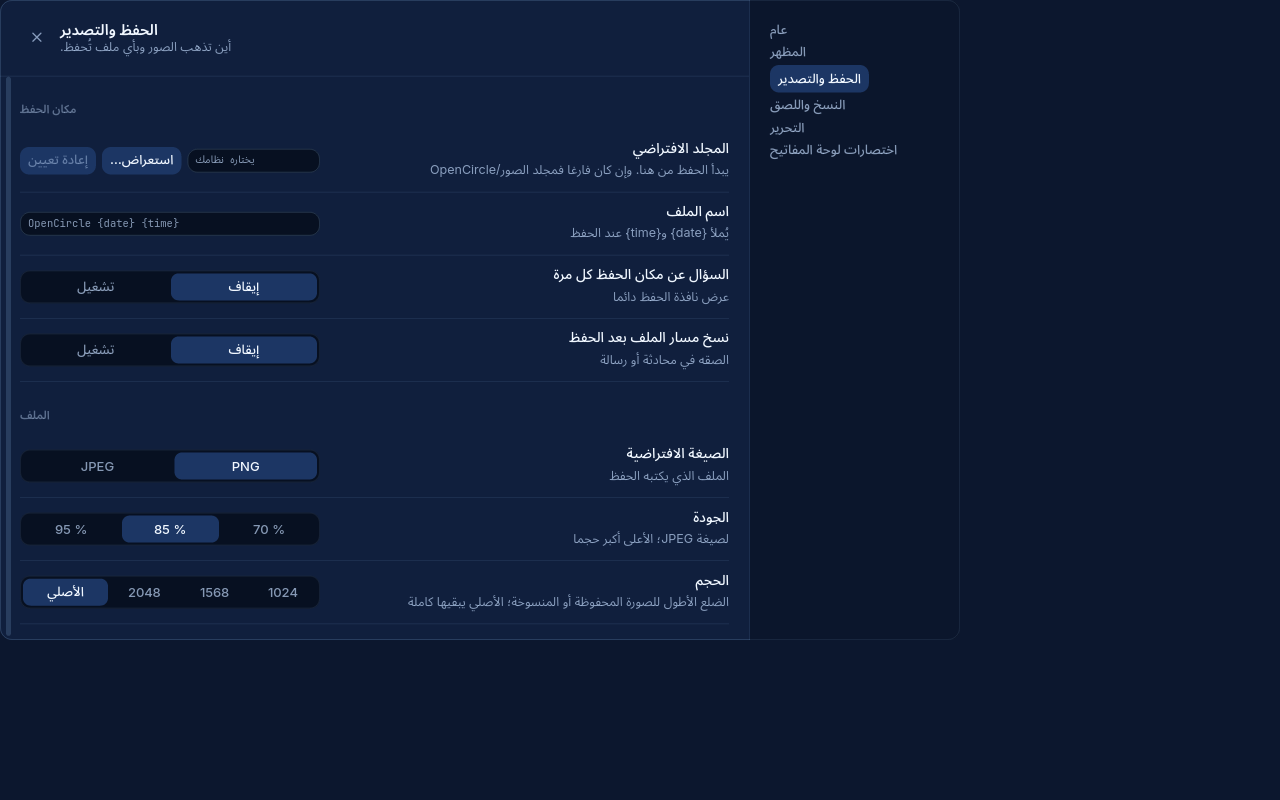 عام
المظهر
الحفظ والتصدير
النسخ واللصق
التحرير
اختصارات لوحة المفاتيح
الحفظ والتصدير
أين تذهب الصور وبأي ملف تُحفظ.
مكان الحفظ
المجلد الافتراضي
يبدأ الحفظ من هنا. وإن كان فارغا فمجلد الصور/OpenCircle
يختاره نظامك
استعراض...
إعادة تعيين
اسم الملف
يُملأ {date} و{time} عند الحفظ
OpenCircle {date} {time}
السؤال عن مكان الحفظ كل مرة
عرض نافذة الحفظ دائما
إيقاف
تشغيل
نسخ مسار الملف بعد الحفظ
الصقه في محادثة أو رسالة
إيقاف
تشغيل
الملف
الصيغة الافتراضية
الملف الذي يكتبه الحفظ
PNG
JPEG
الجودة
لصيغة JPEG؛ الأعلى أكبر حجما
70 %
85 %
95 %
الحجم
الضلع الأطول للصورة المحفوظة أو المنسوخة؛ الأصلي يبقيها كاملة
1024
1568
2048
الأصلي